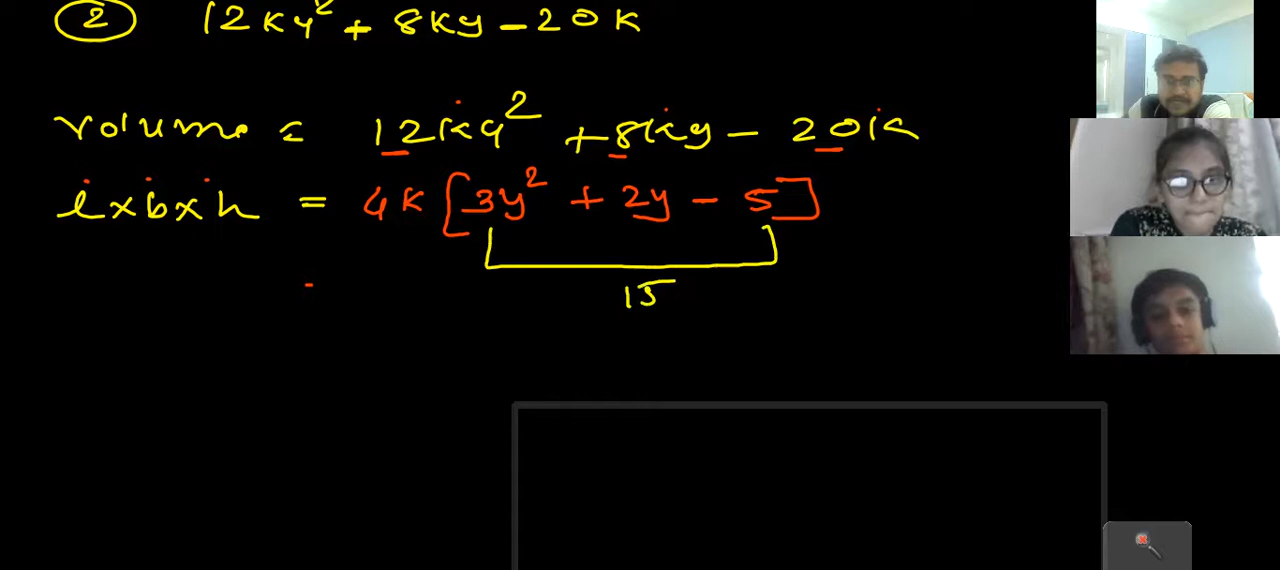 ② 12ky² + 8ky - 20k
volume = 12ky² + 8ky - 20k
l×b×h = 4k[3y² + 2y - 5]
15